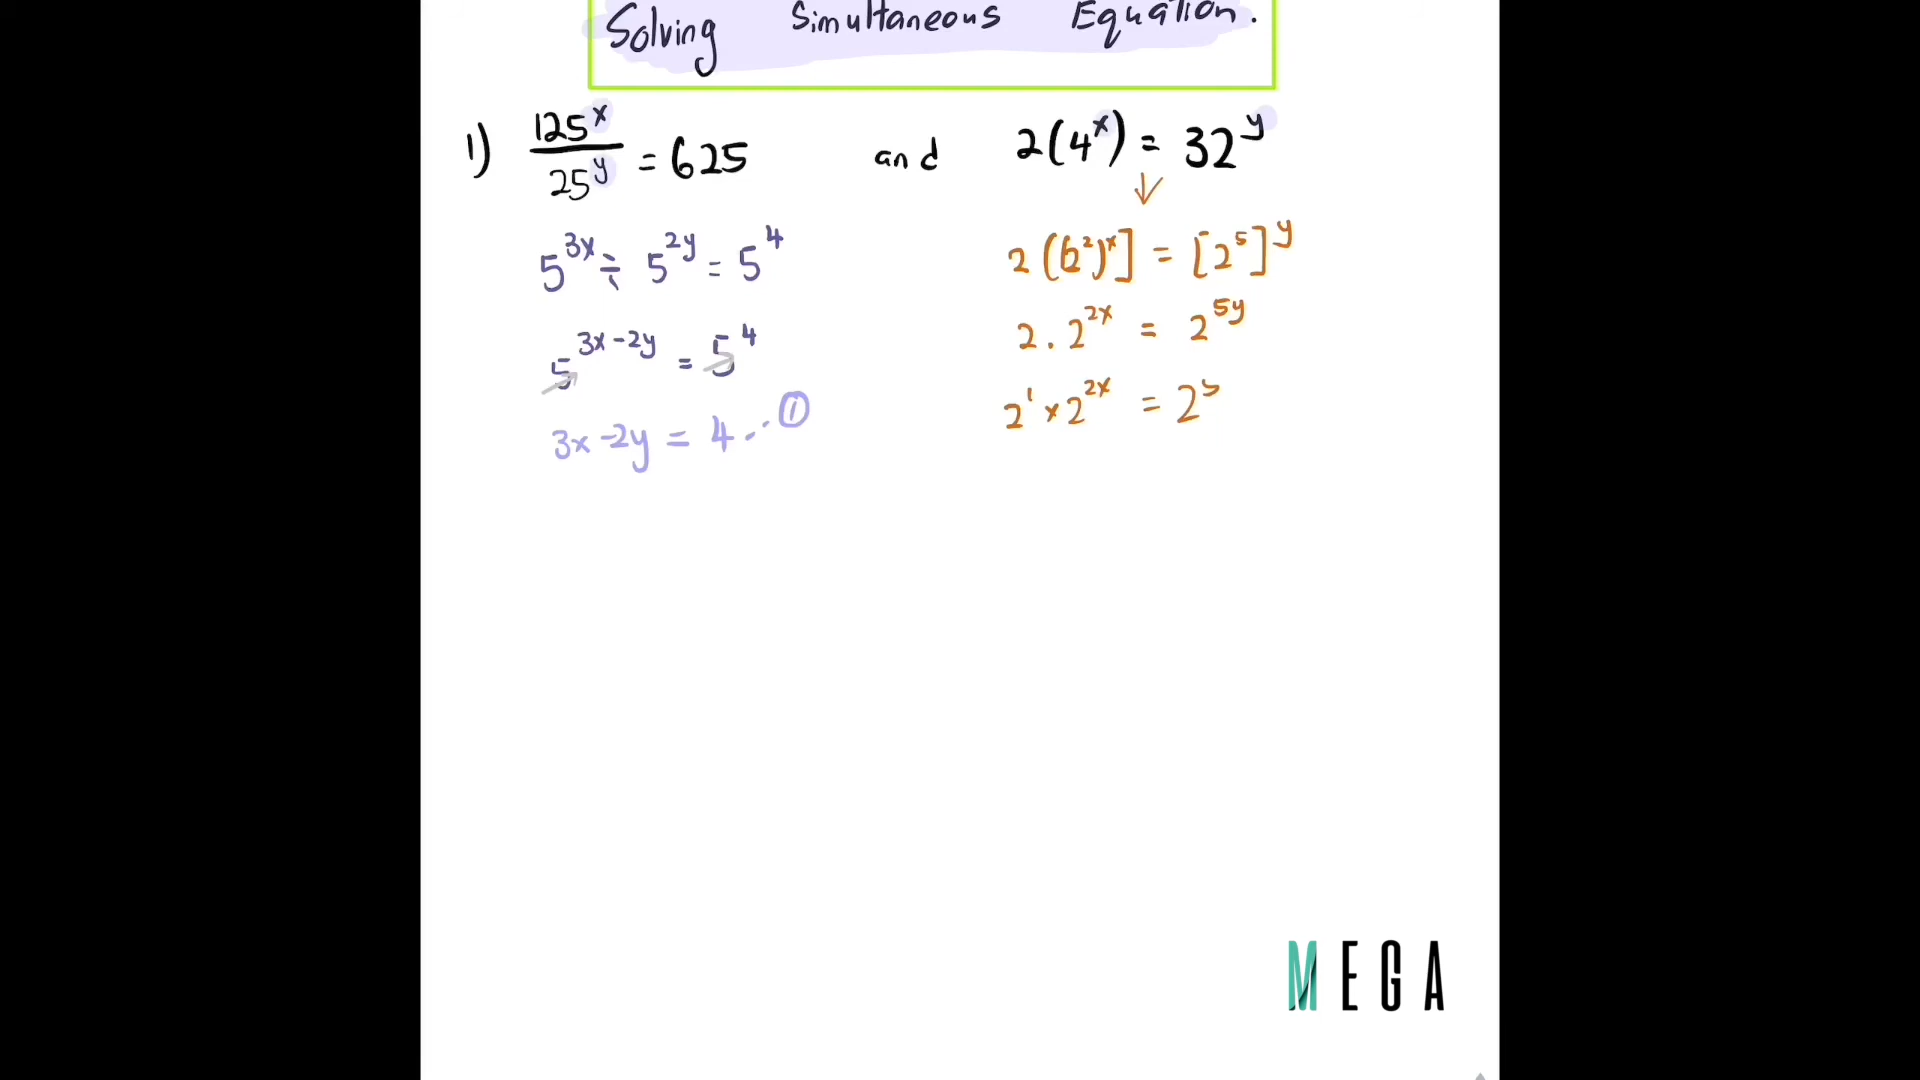 Solving Simultaneous Equation.
1) 125^x / 25^y = 625 and 2(4^x) = 32^y
5^3x ÷ 5^2y = 5^4
2((2^2)^x] = [2^5]^y
5^3x-2y = 5^4
2 . 2^2x = 2^5y
3x-2y = 4 ... ①
2^1 × 2^2x = 2^5
MEGA